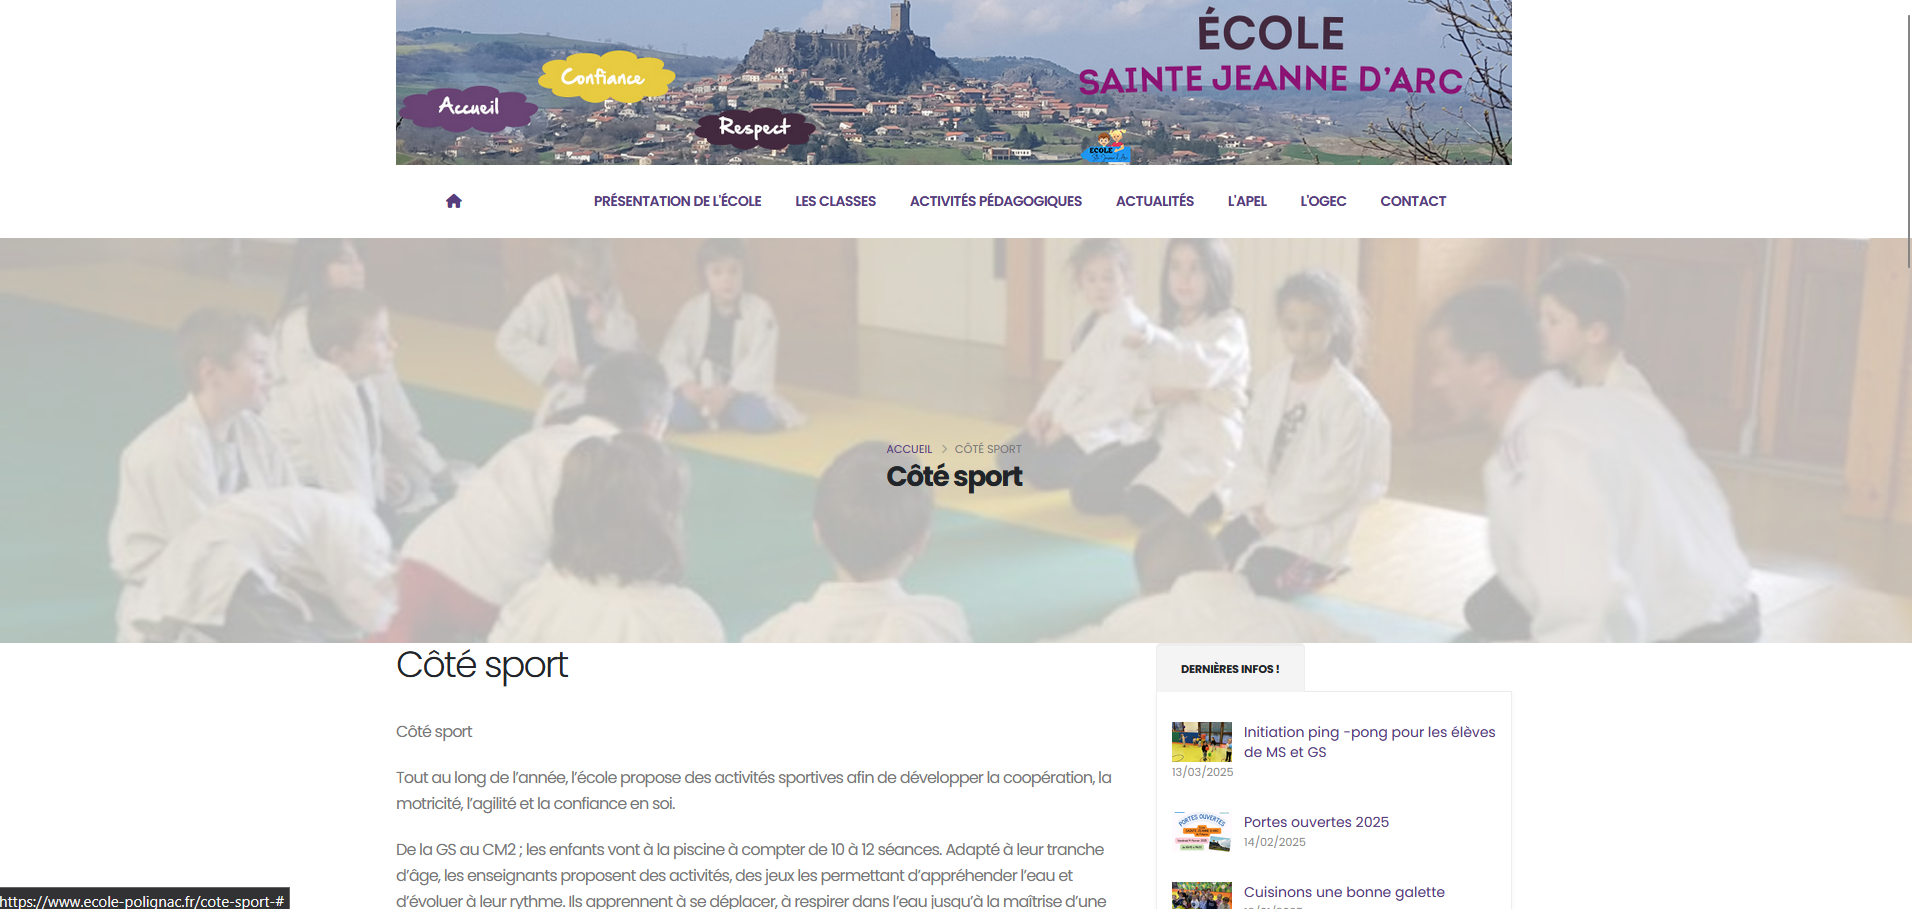 ÉCOLE
SAINTE JEANNE D'ARC
Confiance
Accueil
Respect
ECOLE
PRÉSENTATION DE L'ÉCOLE
LES CLASSES
ACTIVITÉS PÉDAGOGIQUES
ACTUALITÉS
L'APEL
L'OGEC
CONTACT
ACCUEIL > CÔTÉ SPORT
Côté sport
Côté sport
Côté sport
Tout au long de l’année, l’école propose des activités sportives afin de développer la coopération, la
motricité, l’agilité et la confiance en soi.
De la GS au CM2 ; les enfants vont à la piscine à compter de 10 à 12 séances. Adapté à leur tranche
d’âge, les enseignants proposent des activités, des jeux les permettant d’appréhender l’eau et
d’évoluer à leur rythme. Ils apprennent à se déplacer, à respirer dans l’eau jusqu’à la maîtrise d’une
DERNIÈRES INFOS !
Initiation ping -pong pour les élèves
de MS et GS
13/03/2025
PORTES OUVERTES
Portes ouvertes 2025
14/02/2025
Cuisinons une bonne galette
https://www.ecole-polignac.fr/cote-sport-#